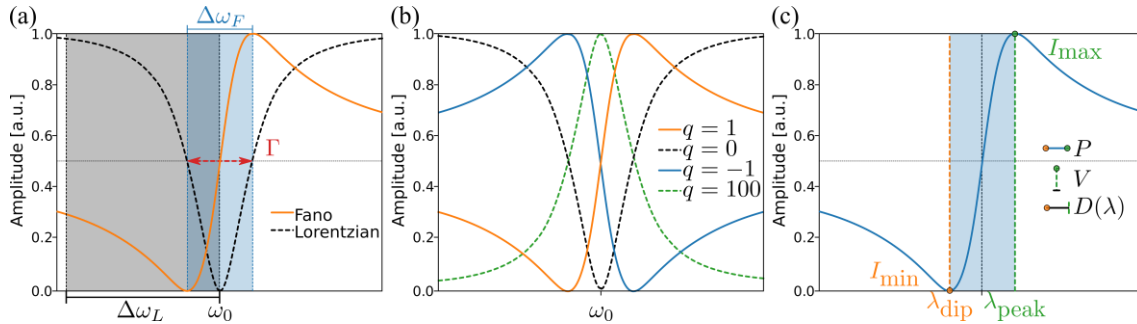 (a)
Δω_F
Amplitude [a.u.]
1.0
0.8
0.6
0.4
0.2
0.0
Γ
Fano
Lorentzian
Δω_L
ω_0
(b)
Amplitude [a.u.]
1.0
0.8
0.6
0.4
0.2
0.0
q = 1
q = 0
q = −1
q = 100
ω_0
(c)
Amplitude [a.u.]
1.0
0.8
0.6
0.4
0.2
0.0
I_max
P
V
D(λ)
I_min
λ_dip
λ_peak